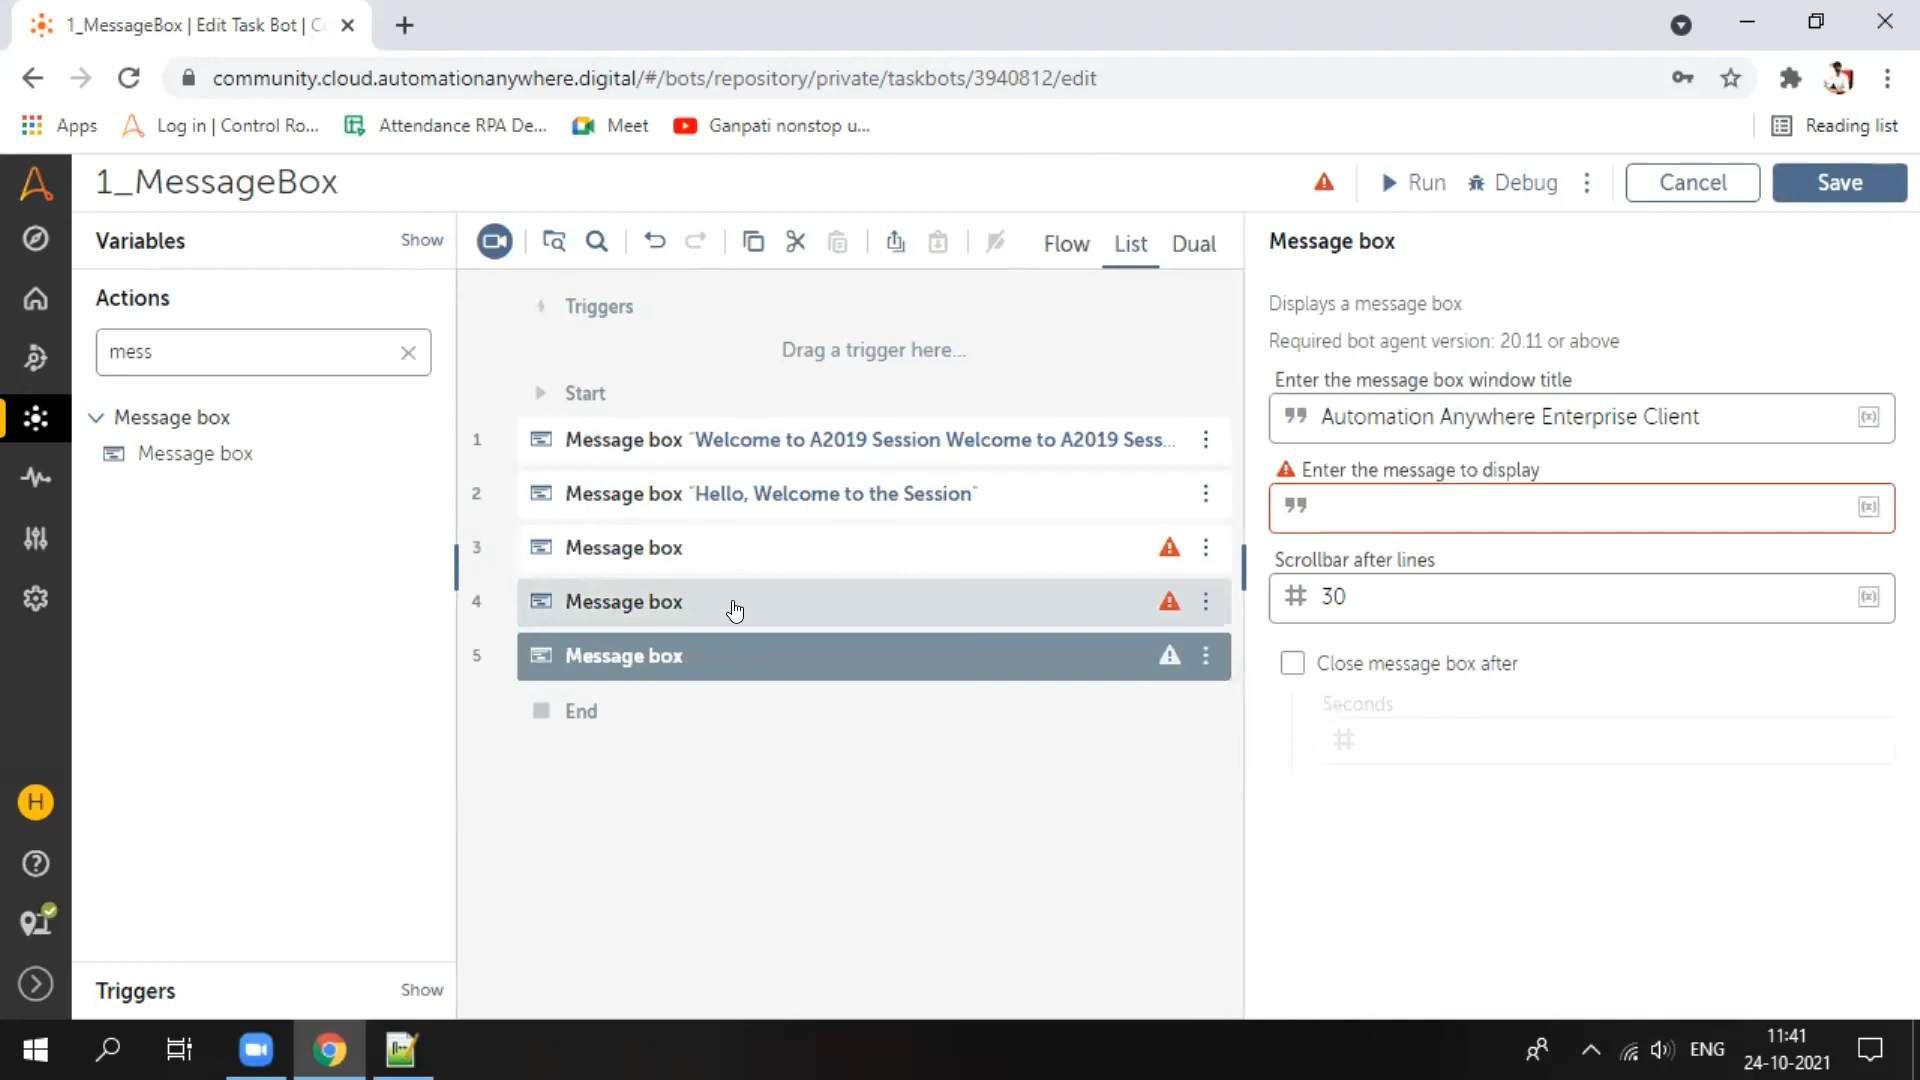 1_MessageBox | Edit Task Bot | Co
community.cloud.automationanywhere.digital/#/bots/repository/private/taskbots/3940812/edit
Apps
Log in | Control Ro...
Attendance RPA De...
Meet
Ganpati nonstop u...
Reading list
1_MessageBox
Run
Debug
Cancel
Save
Variables
Show
Actions
mess
Message box
Message box
Triggers
Show
Flow
List
Dual
Triggers
Drag a trigger here...
Start
1 Message box "Welcome to A2019 Session Welcome to A2019 Sess...
2 Message box "Hello, Welcome to the Session"
3 Message box
4 Message box
5 Message box
End
Message box
Displays a message box
Required bot agent version: 20.11 or above
Enter the message box window title
Automation Anywhere Enterprise Client
(x)
Enter the message to display
(x)
Scrollbar after lines
# 30
(x)
Close message box after
Seconds
#
H
ENG
11:41
24-10-2021